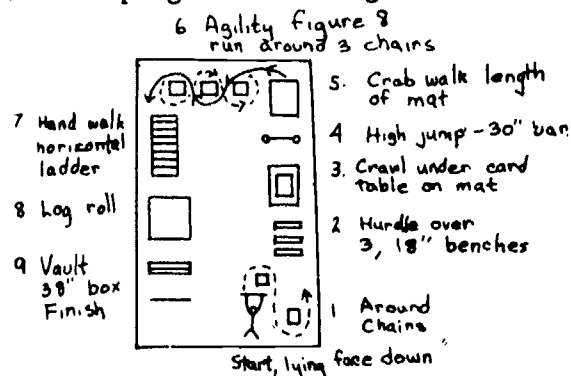 6 Agility Figure 8
run around 3 chairs
7 Hand walk
horizontal
ladder
8 Log roll
9 Vault
38" box
Finish
5. Crab walk length
of mat
4 High jump - 30" bar
3. Crawl under card
table on mat
2 Hurdle over
3, 18" benches
1 Around
Chairs
Start, lying face down